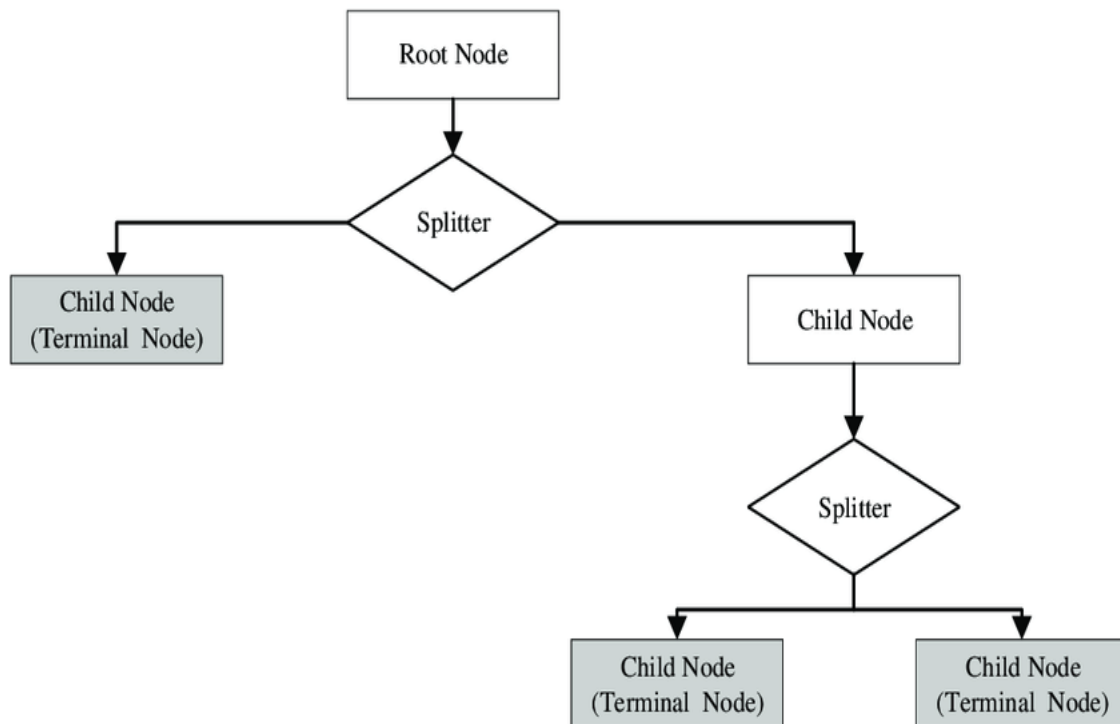 Root Node
Splitter
Child Node
(Terminal Node)
Child Node
Splitter
Child Node
(Terminal Node)
Child Node
(Terminal Node)